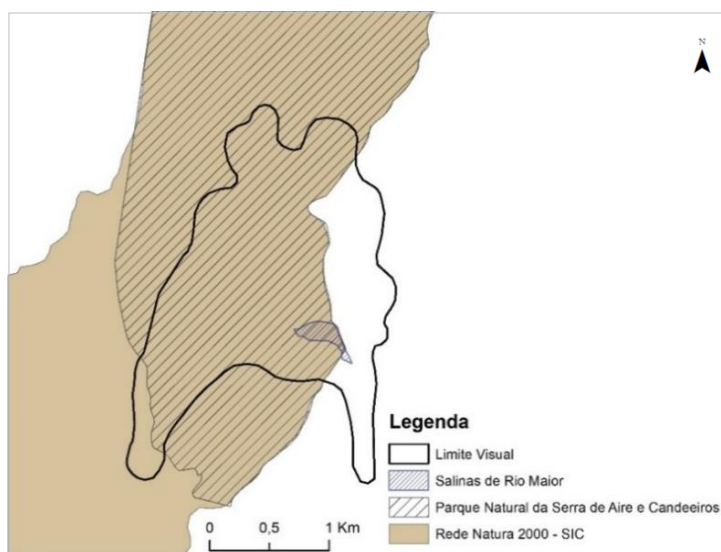 N
Legenda
Limite Visual
Salinas de Rio Maior
Parque Natural da Serra de Aire e Candeeiros
Rede Natura 2000 - SIC
0 0,5 1 Km